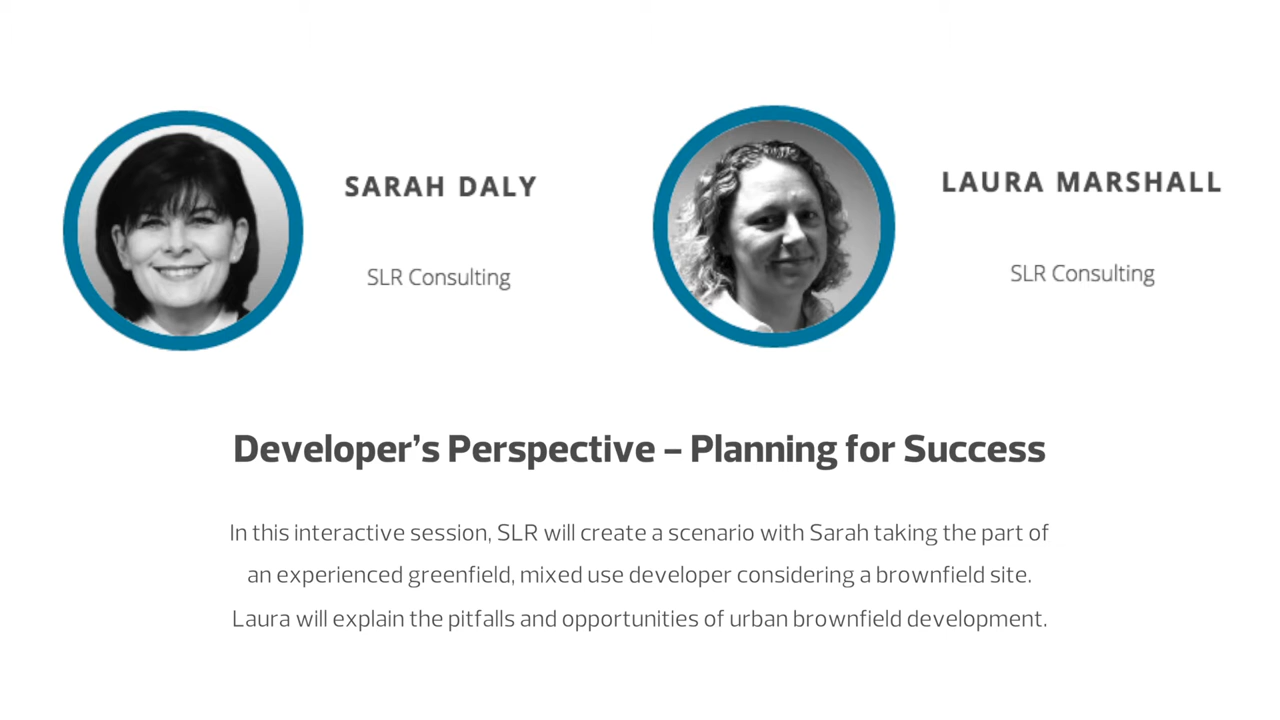 SARAH DALY
SLR Consulting
LAURA MARSHALL
SLR Consulting
Developer’s Perspective – Planning for Success
In this interactive session, SLR will create a scenario with Sarah taking the part of
an experienced greenfield, mixed use developer considering a brownfield site.
Laura will explain the pitfalls and opportunities of urban brownfield development.